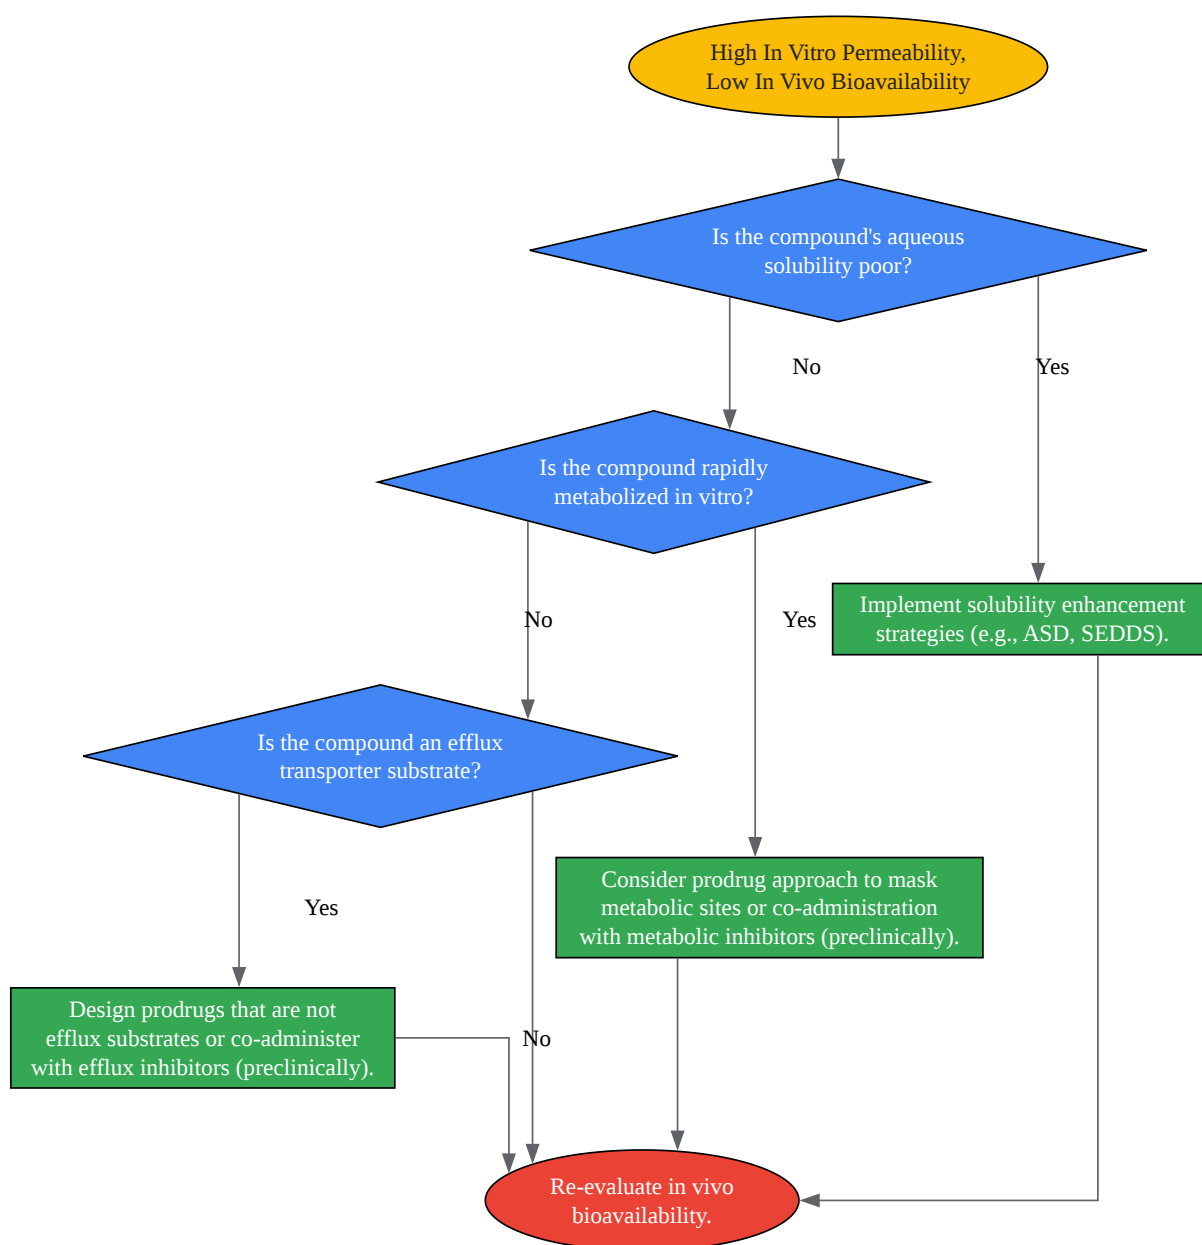 High In Vitro Permeability,
Low In Vivo Bioavailability
Is the compound's aqueous
solubility poor?
No
Yes
Is the compound rapidly
metabolized in vitro?
No
Yes
Implement solubility enhancement
strategies (e.g., ASD, SEDDS).
Is the compound an efflux
transporter substrate?
Yes
Consider prodrug approach to mask
metabolic sites or co-administration
with metabolic inhibitors (preclinically).
Design prodrugs that are not
efflux substrates or co-administer
with efflux inhibitors (preclinically).
No
Re-evaluate in vivo
bioavailability.